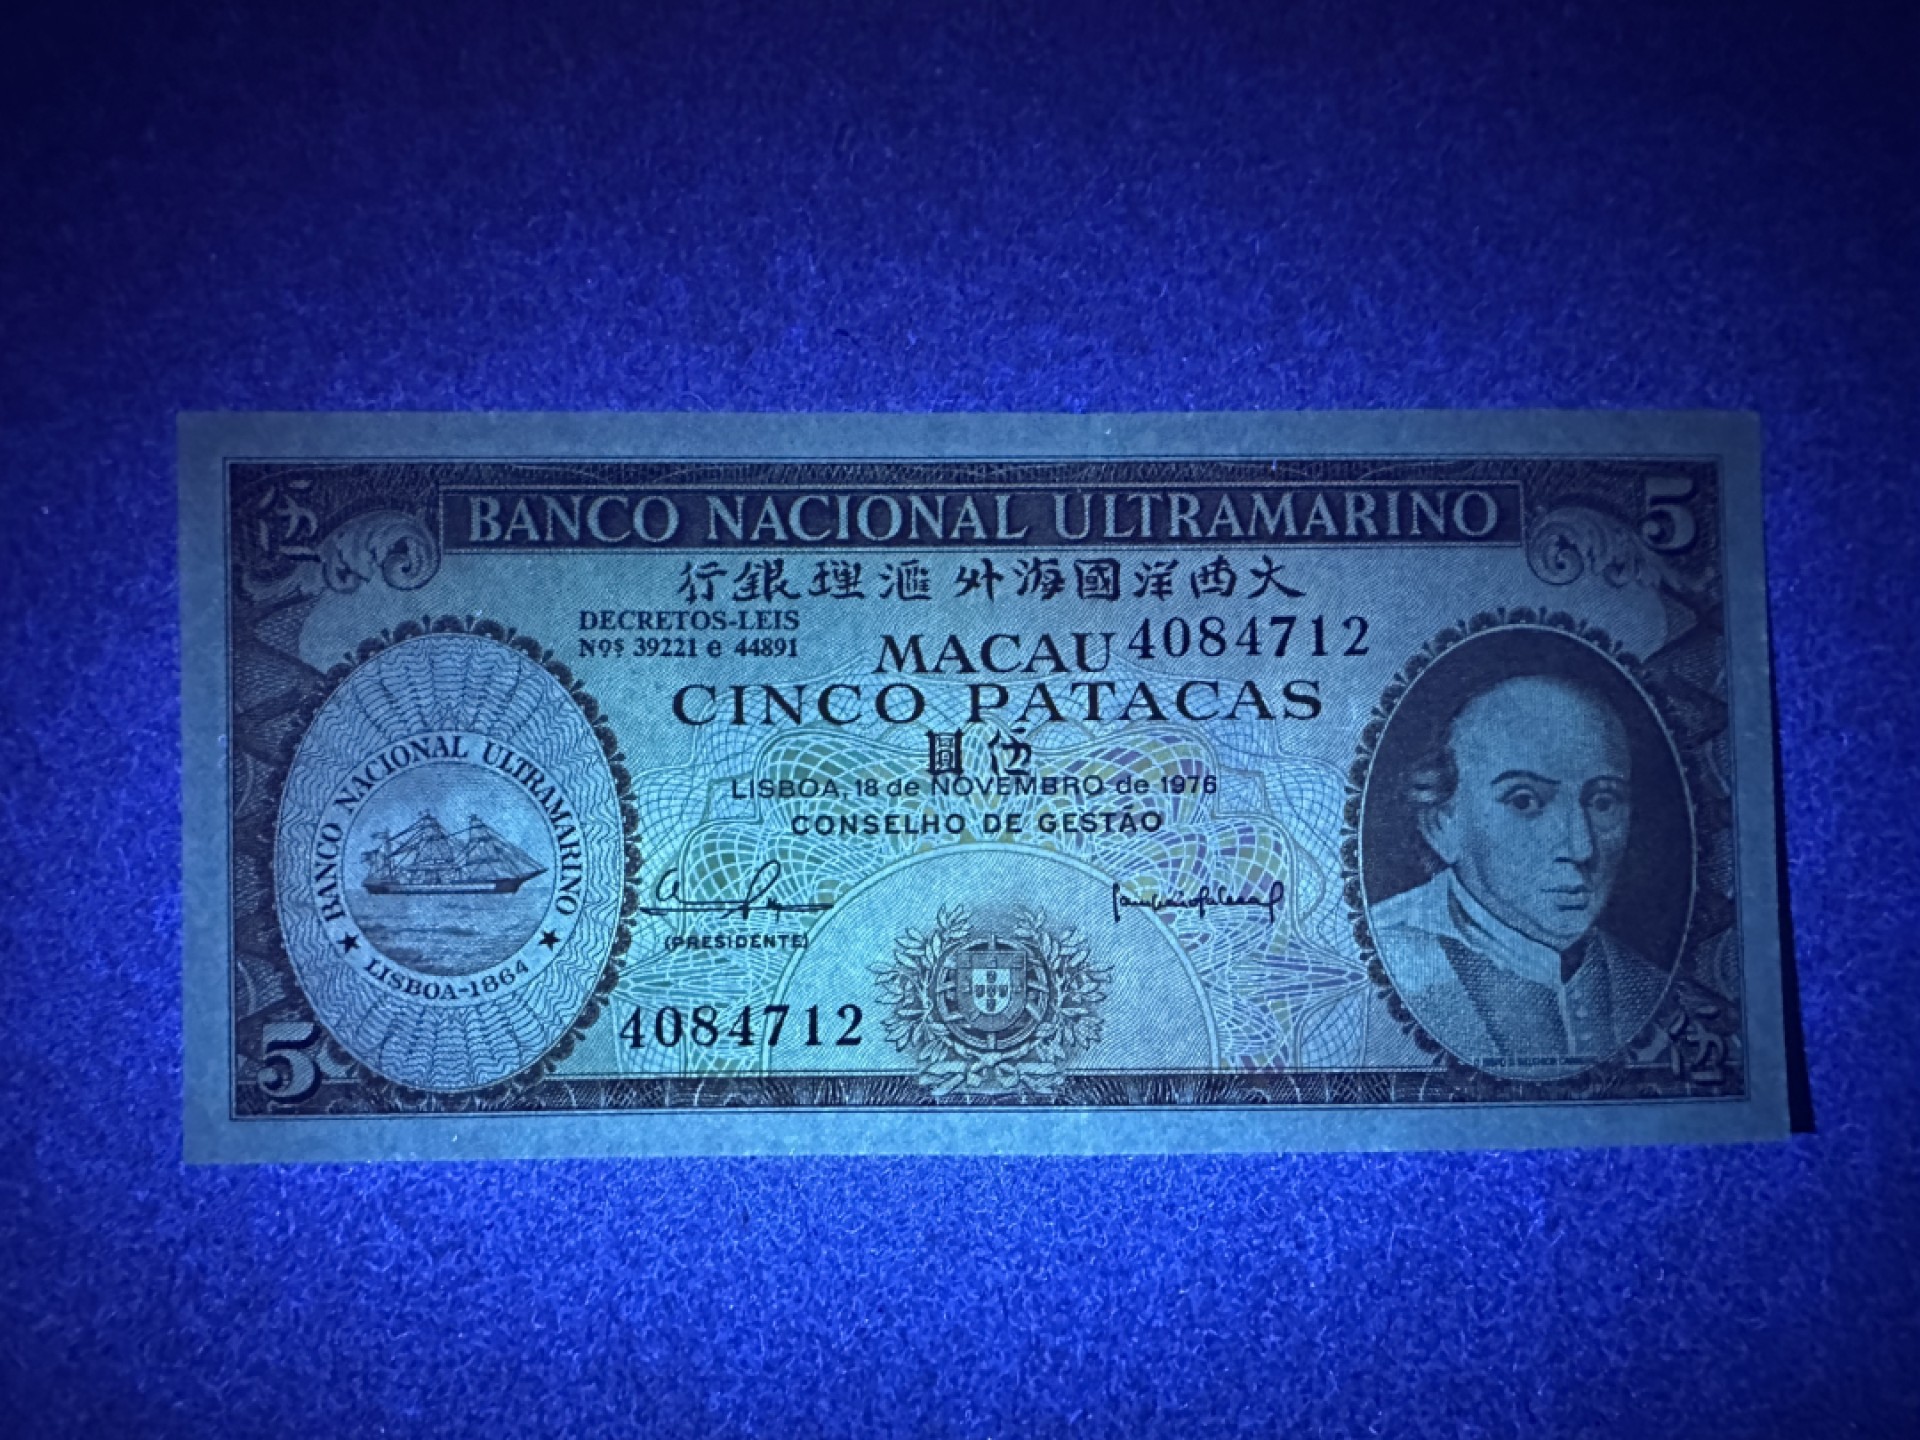 伍
BANCO NACIONAL ULTRAMARINO
5
行銀理滙外海國洋西大
DECRETOS-LEIS
Nos 39221 e 44891
MACAU 4084712
CINCO PATACAS
圓伍
LISBOA, 18 de NOVEMBRO de 1976
CONSELHO DE GESTÃO
BANCO NACIONAL ULTRAMARINO
★ LISBOA-1864 ★
(PRESIDENTE)
4084712
5
伍